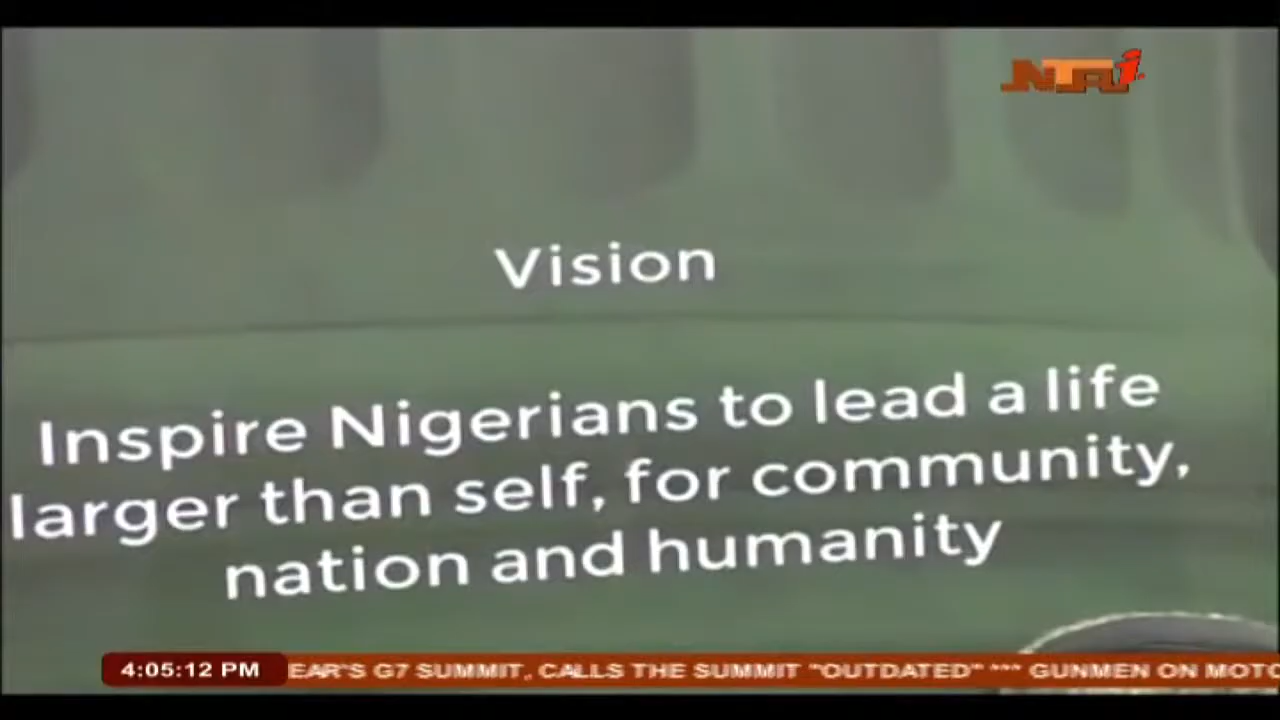 NTAi
Vision
Inspire Nigerians to lead a life
larger than self, for community,
nation and humanity
4:05:12 PM EAR'S G7 SUMMIT, CALLS THE SUMMIT "OUTDATED" *** GUNMEN ON MOTO